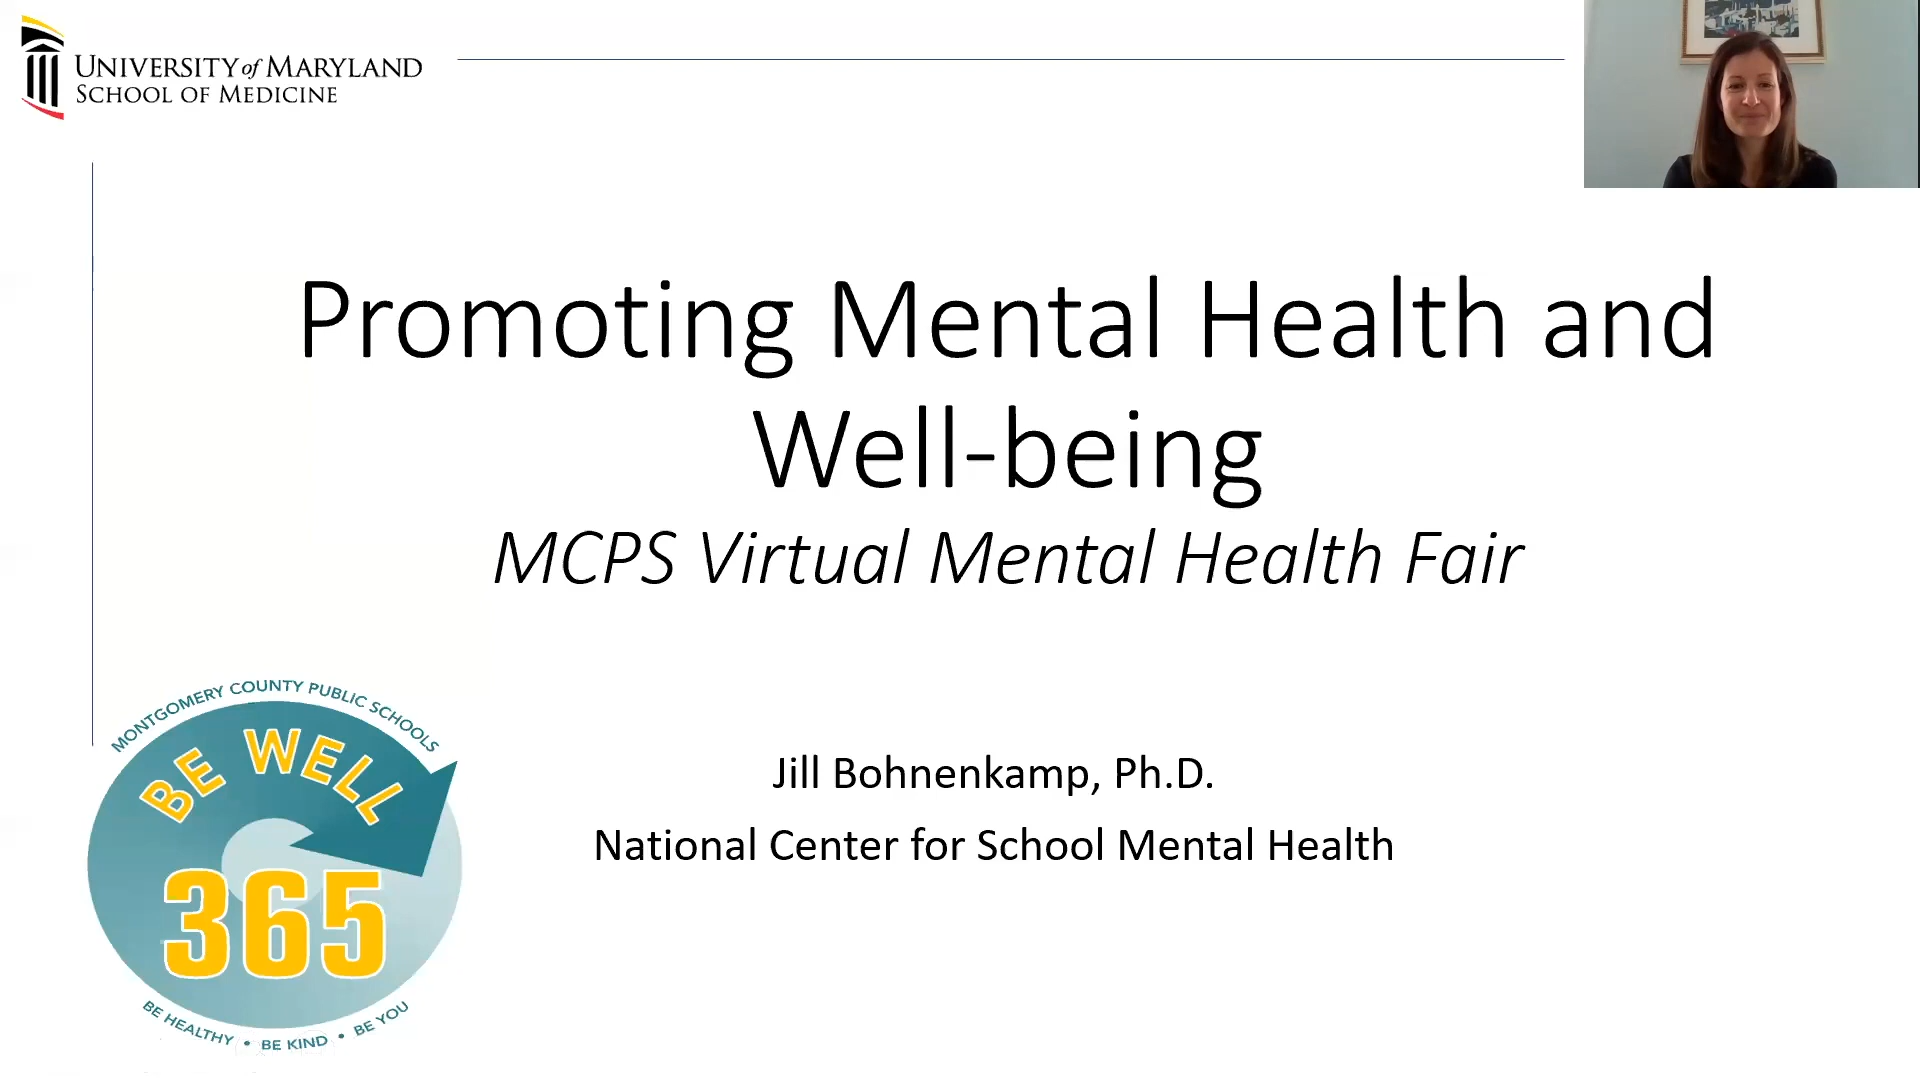 UNIVERSITY of MARYLAND
SCHOOL OF MEDICINE
Promoting Mental Health and
Well-being
MCPS Virtual Mental Health Fair
Jill Bohnenkamp, Ph.D.
National Center for School Mental Health
MONTGOMERY COUNTY PUBLIC SCHOOLS
BE WELL
365
BE HEALTHY • BE KIND • BE YOU